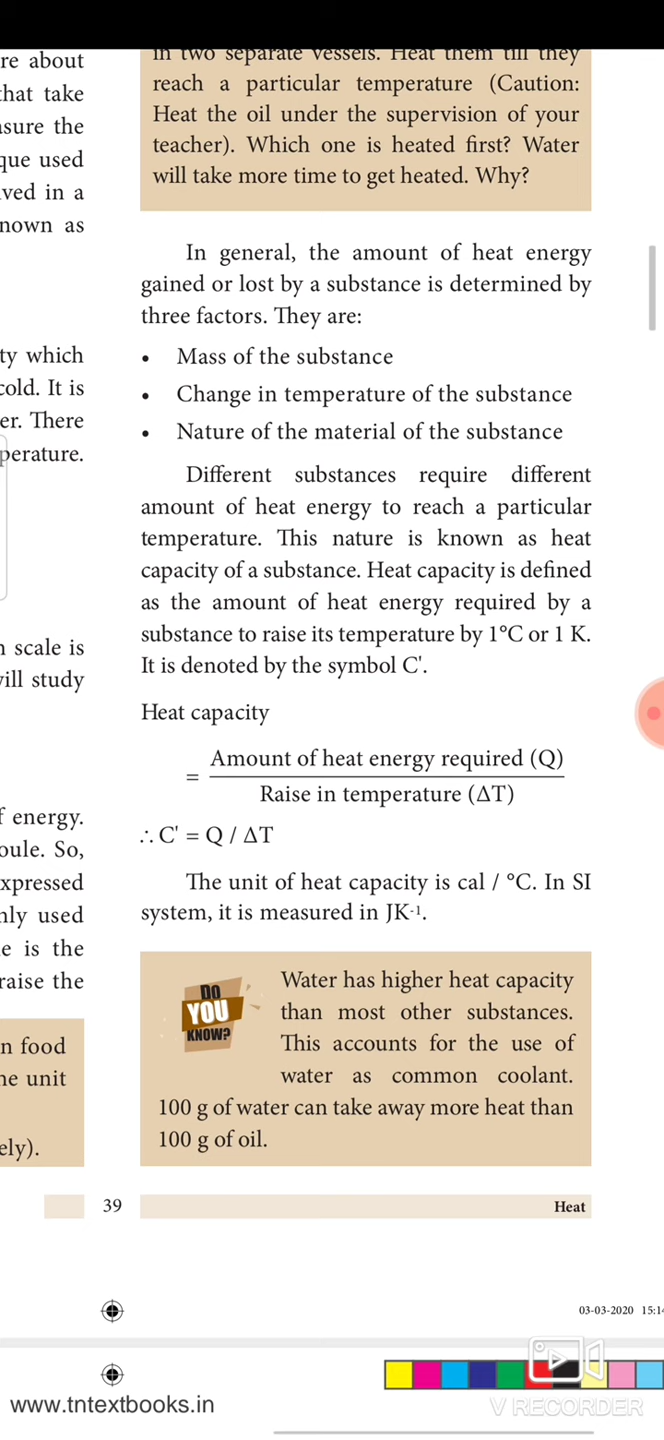 re about
that take
asure the
que used
ved in a
nown as
ty which
cold. It is
er. There
perature.
n scale is
vill study
f energy.
oule. So,
xpressed
nly used
e is the
raise the
n food
ne unit
ely).
in two separate vessels. Heat them till they
reach a particular temperature (Caution:
Heat the oil under the supervision of your
teacher). Which one is heated first? Water
will take more time to get heated. Why?
In general, the amount of heat energy
gained or lost by a substance is determined by
three factors. They are:
• Mass of the substance
• Change in temperature of the substance
• Nature of the material of the substance
Different substances require different
amount of heat energy to reach a particular
temperature. This nature is known as heat
capacity of a substance. Heat capacity is defined
as the amount of heat energy required by a
substance to raise its temperature by 1°C or 1 K.
It is denoted by the symbol C'.
Heat capacity
= Amount of heat energy required (Q)
Raise in temperature (ΔT)
∴ C' = Q / ΔT
The unit of heat capacity is cal / °C. In SI
system, it is measured in JK⁻¹.
DO
YOU
KNOW?
Water has higher heat capacity
than most other substances.
This accounts for the use of
water as common coolant.
100 g of water can take away more heat than
100 g of oil.
39
Heat
03-03-2020 15:14
www.tntextbooks.in
V RECORDER